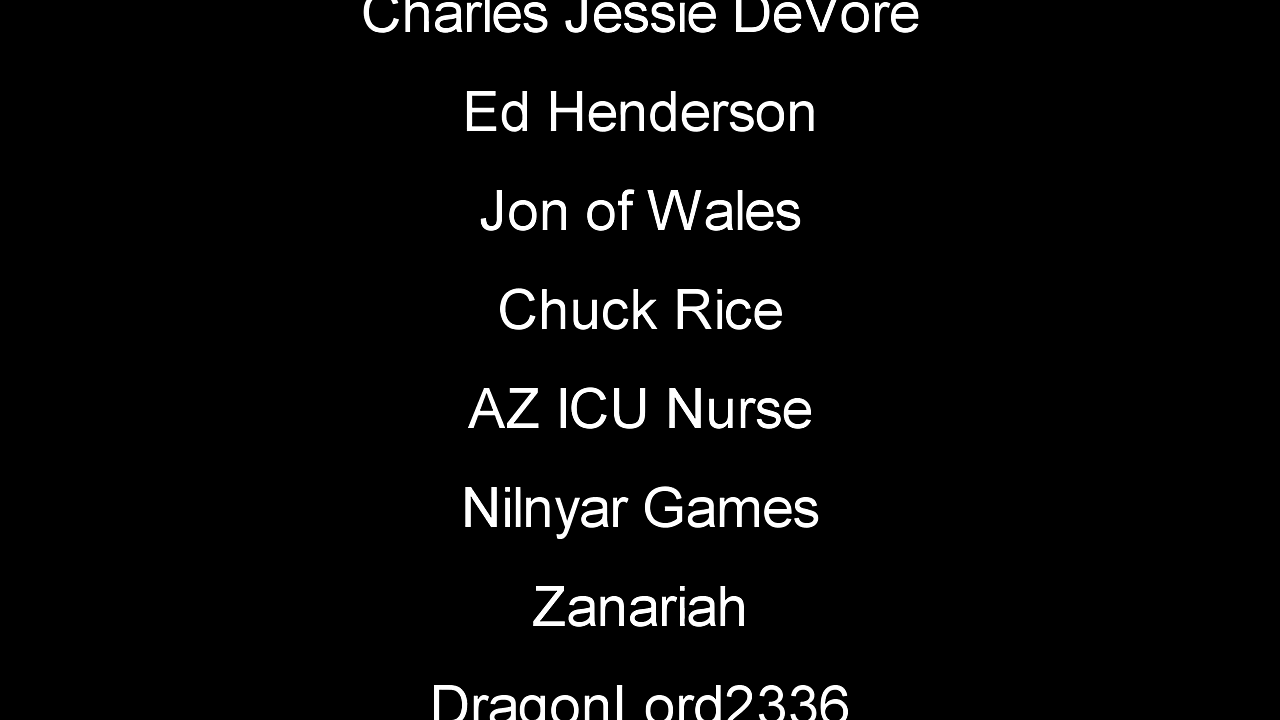 Charles Jessie DeVore
Ed Henderson
Jon of Wales
Chuck Rice
AZ ICU Nurse
Nilnyar Games
Zanariah
DragonLord2336